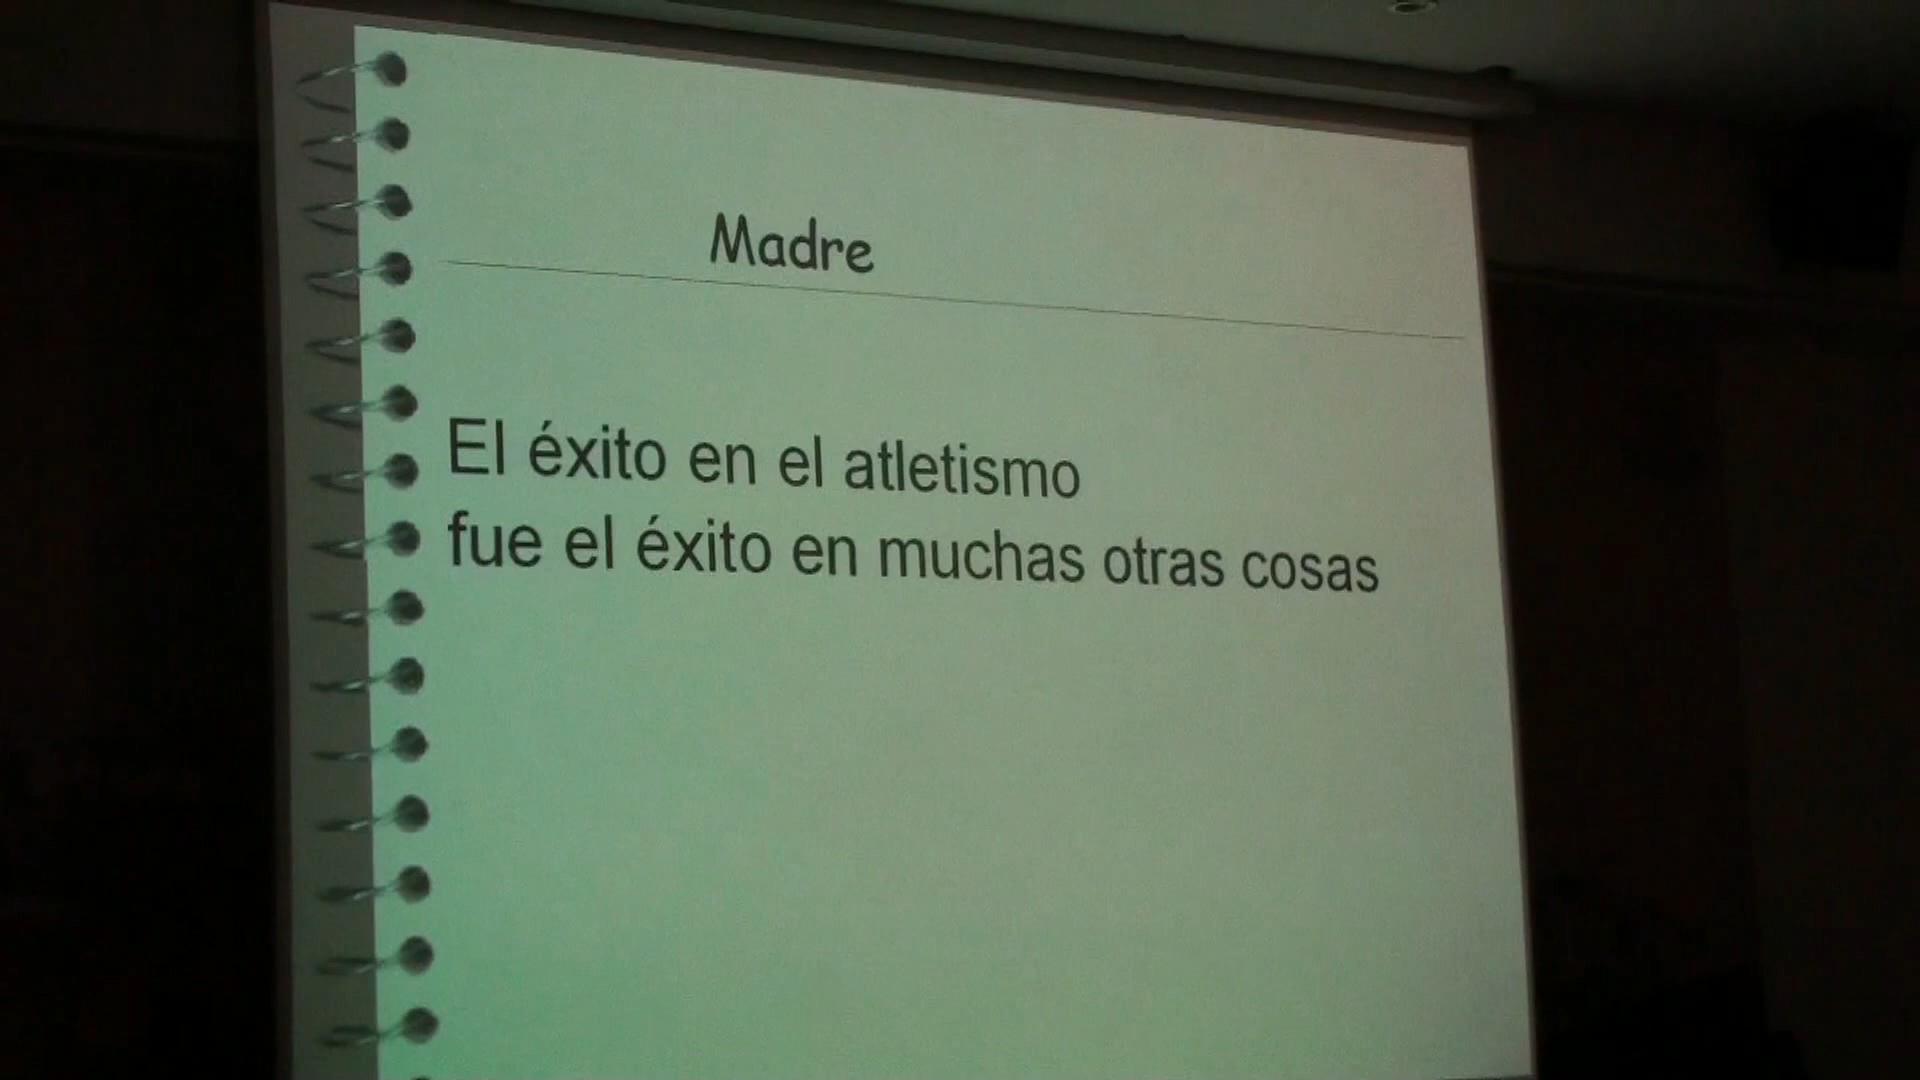 Madre
El éxito en el atletismo
fue el éxito en muchas otras cosas